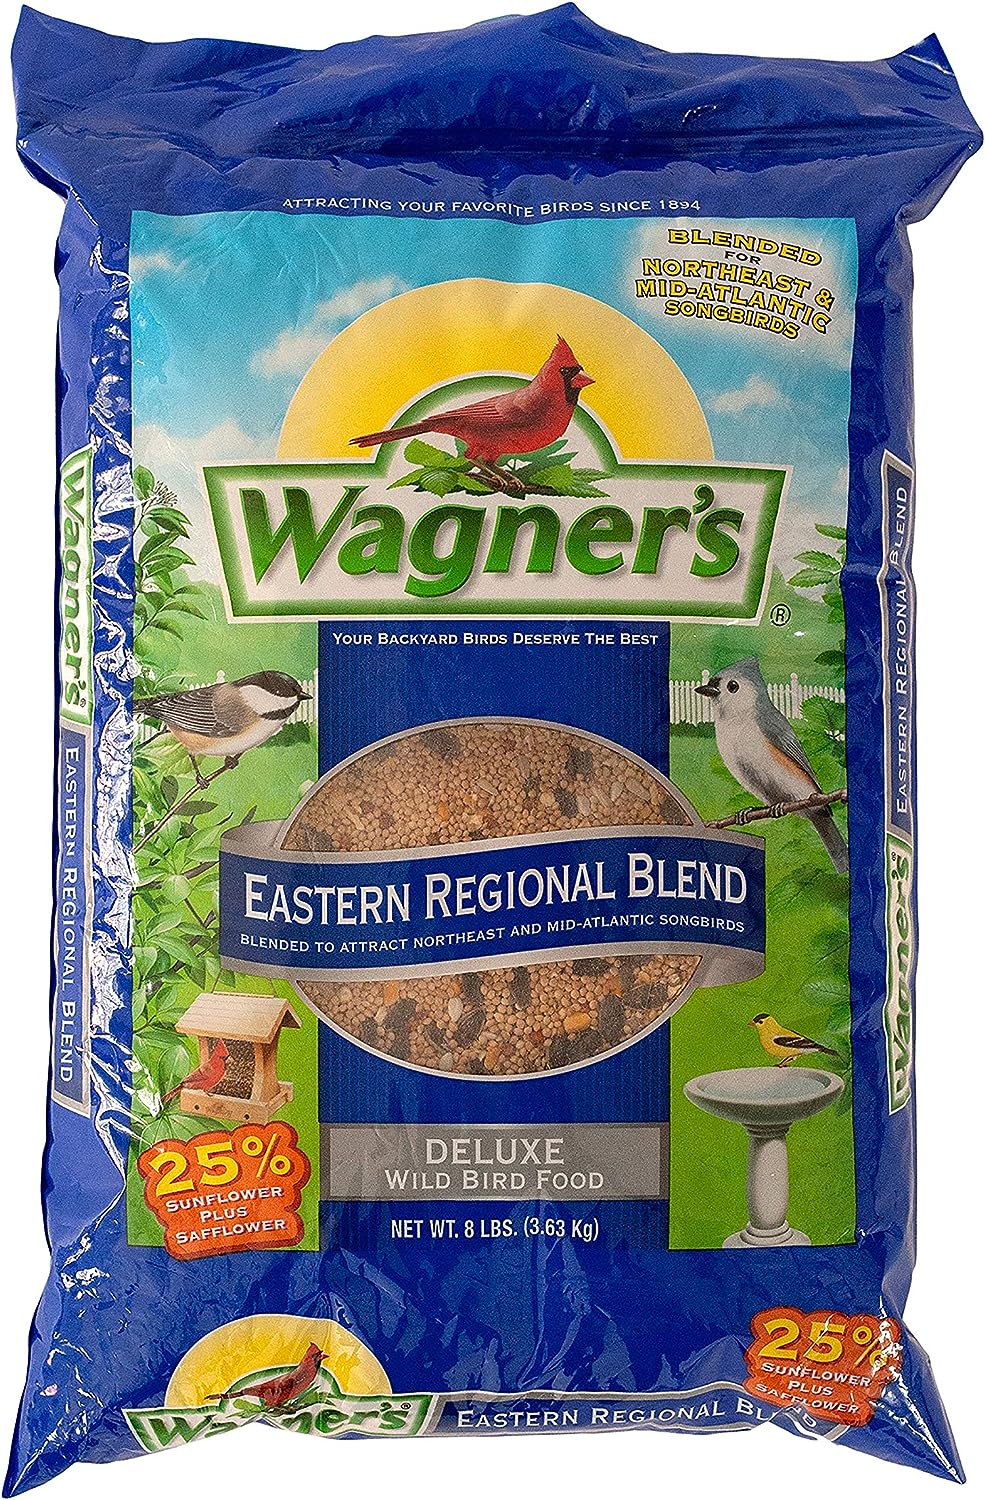 ATTRACTING YOUR FAVORITE BIRDS SINCE 1894
BLENDED
FOR
NORTHEAST &
MID-ATLANTIC
SONGBIRDS
Wagner's
®
YOUR BACKYARD BIRDS DESERVE THE BEST
EASTERN REGIONAL BLEND
BLENDED TO ATTRACT NORTHEAST AND MID-ATLANTIC SONGBIRDS
DELUXE
WILD BIRD FOOD
NET WT. 8 LBS. (3.63 Kg)
25%
SUNFLOWER
PLUS
SAFFLOWER
Wagner's
EASTERN REGIONAL BLEND
EASTERN REGIONAL BLEND
Wagner's
Wagner's
EASTERN REGIONAL BLEND
25%
SUNFLOWER
PLUS
SAFFLOWER